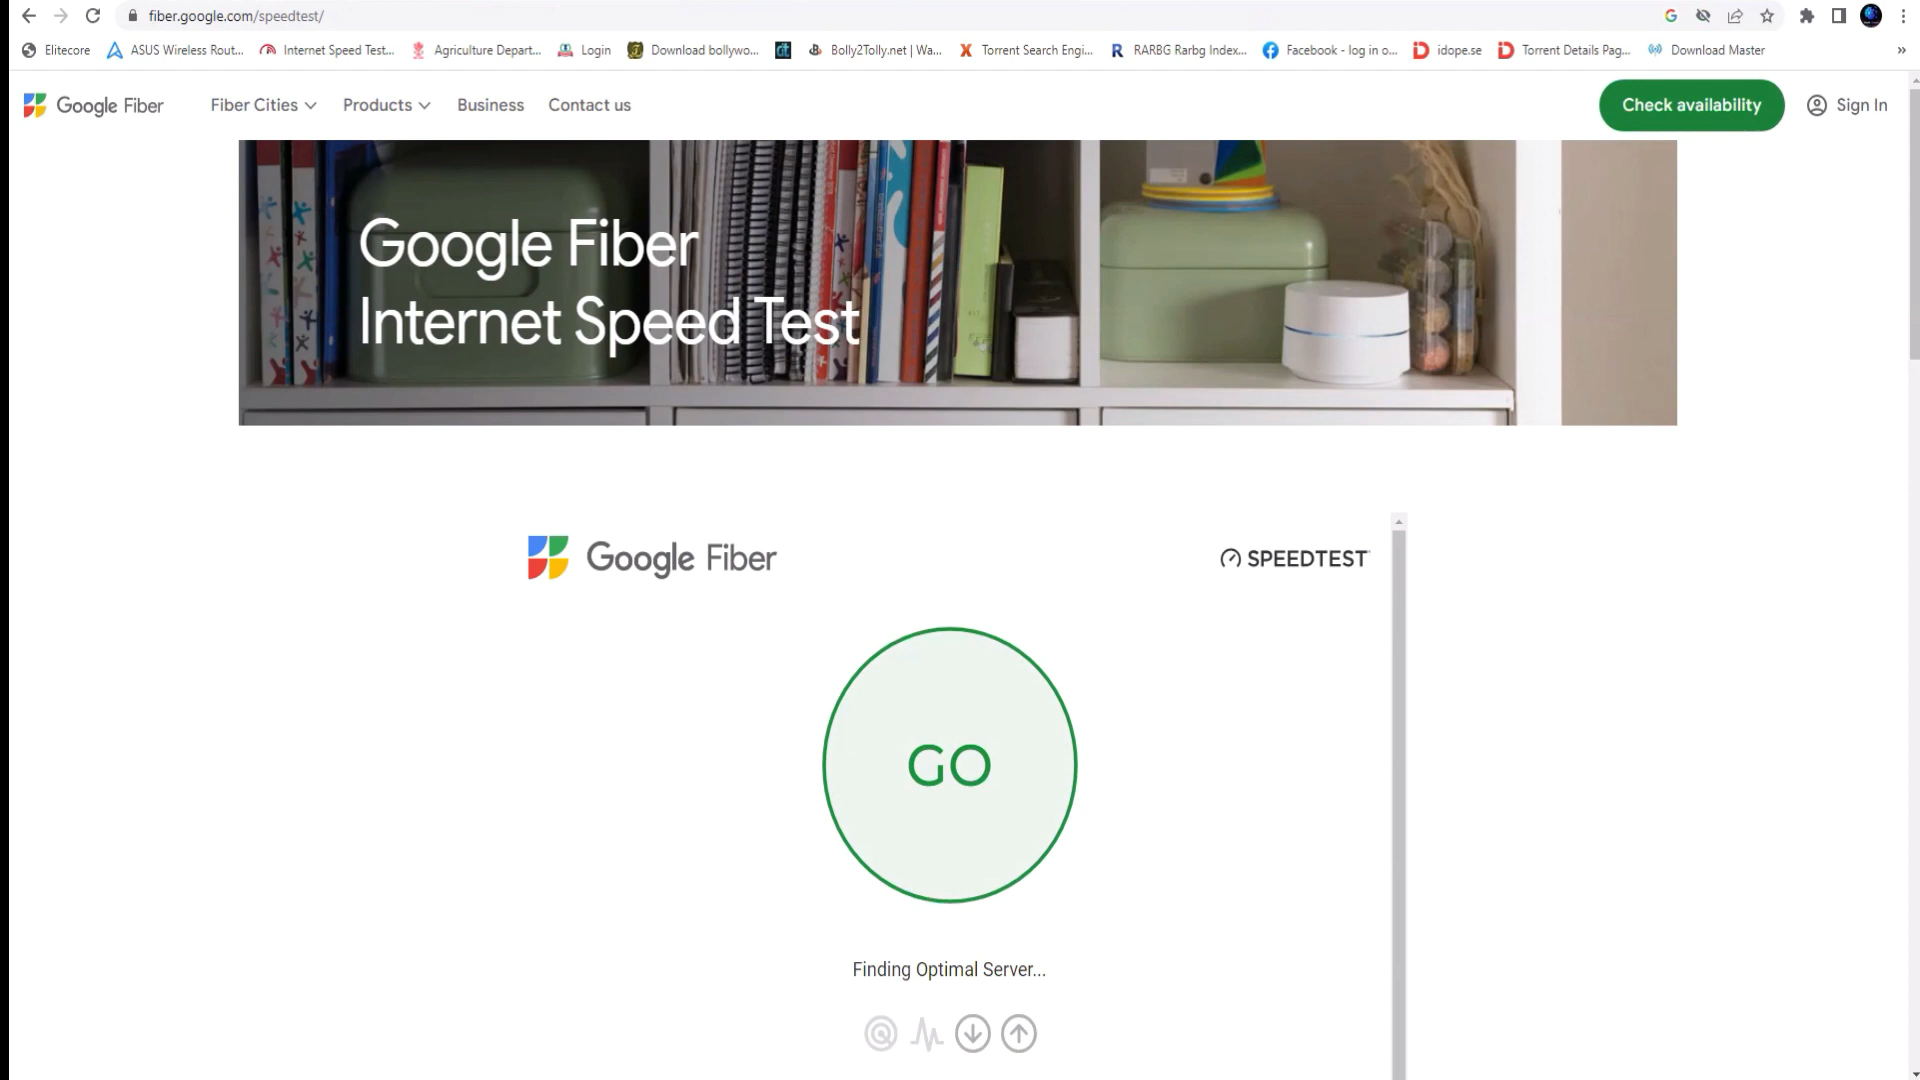 fiber.google.com/speedtest/
Elitecore
ASUS Wireless Rout...
Internet Speed Test...
Agriculture Depart...
Login
Download bollywo...
Bolly2Tolly.net | Wa...
Torrent Search Engi...
RARBG Rarbg Index...
Facebook - log in o...
idope.se
Torrent Details Pag...
Download Master
»
Google Fiber
Fiber Cities
Products
Business
Contact us
Check availability
Sign In
Google Fiber
Internet Speed Test
Google Fiber
SPEEDTEST
GO
Finding Optimal Server...